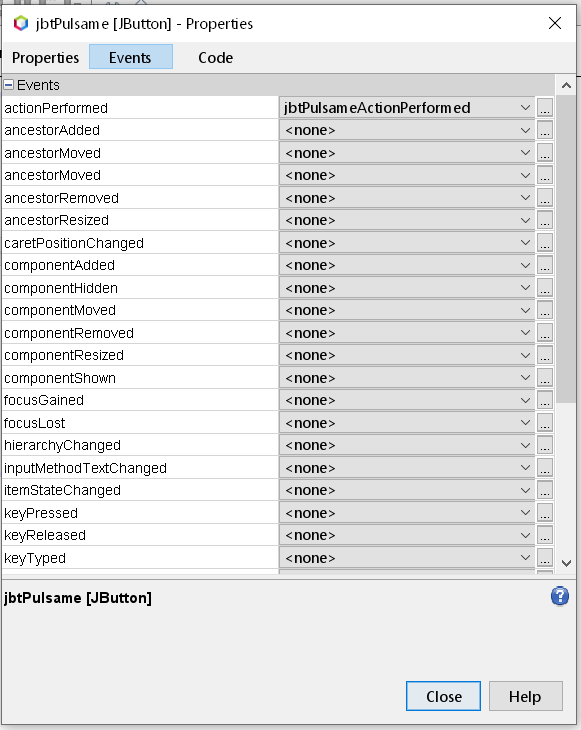 jbtPulsame [JButton] - Properties
Properties Events Code
Events
actionPerformed jbtPulsameActionPerformed ...
ancestorAdded <none> ...
ancestorMoved <none> ...
ancestorMoved <none> ...
ancestorRemoved <none> ...
ancestorResized <none> ...
caretPositionChanged <none> ...
componentAdded <none> ...
componentHidden <none> ...
componentMoved <none> ...
componentRemoved <none> ...
componentResized <none> ...
componentShown <none> ...
focusGained <none> ...
focusLost <none> ...
hierarchyChanged <none> ...
inputMethodTextChanged <none> ...
itemStateChanged <none> ...
keyPressed <none> ...
keyReleased <none> ...
keyTyped <none> ...
jbtPulsame [JButton] ?
Close Help